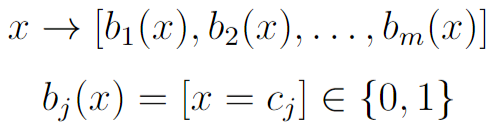 x → [b₁(x), b₂(x), . . . , bₘ(x)]
bⱼ(x) = [x = cⱼ] ∈ {0, 1}